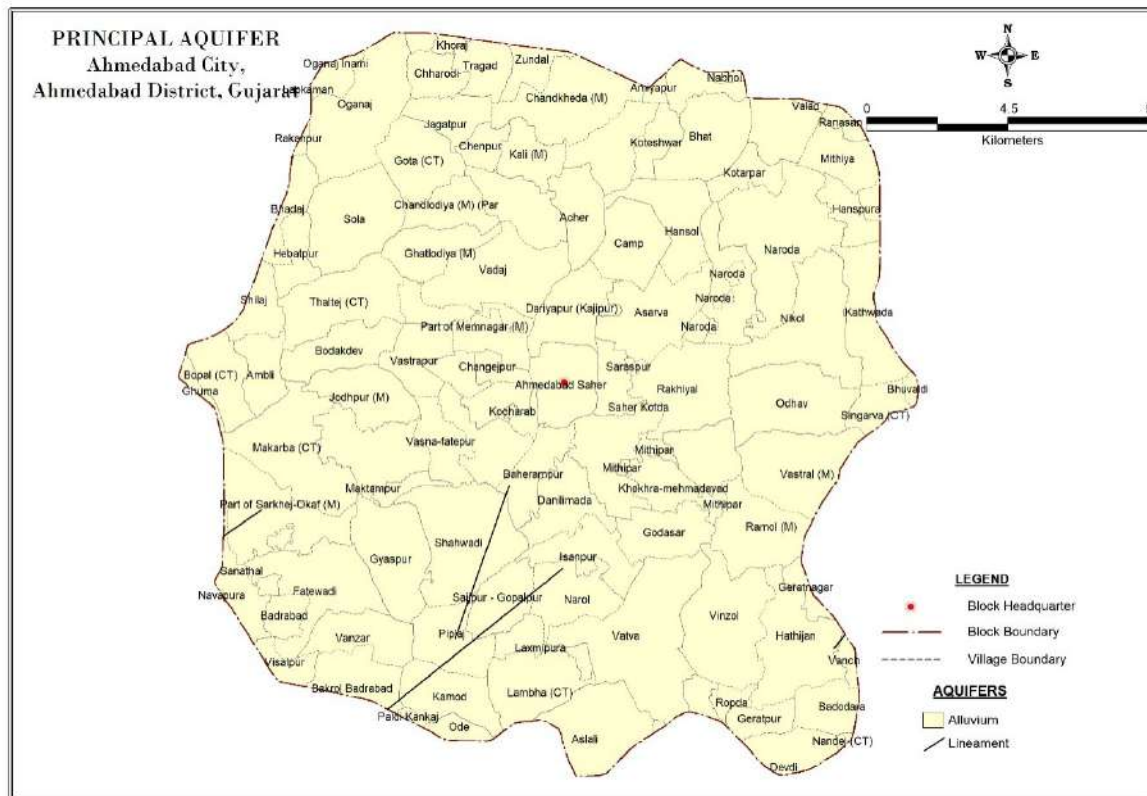 PRINCIPAL AQUIFER
Ahmedabad City,
Ahmedabad District, Gujarat
N
W E
S
0 4.5
Kilometers
Khoraj
Tragad
Zundal
Oganaj Inami
Chharodi
Nabhoi
Lapkaman
Chandkheda (M)
Amiyapur
Oganaj
Valad
Ranasan
Jagatpur
Rakanpur
Bhat
Chenpur
Koteshwar
Kali (M)
Gota (CT)
Mithiya
Kotarpar
Chandlodiya (M) (Par
Bhadaj
Hanspura
Sola
Acher
Hansol
Camp
Naroda
Hebatpur
Ghatlodiya (M)
Vadaj
Naroda
Shilaj
Thaltej (CT)
Dariyapur (Kajipur)
Asarva
Naroda
Kathwada
Nikol
Part of Memnagar (M)
Naroda
Bodakdev
Vastrapur
Changejpur
Saraspur
Bopal (CT)
Ambli
Ahmedabad Saher
Rakhiyal
Bhuvaldi
Ghuma
Jodhpur (M)
Odhav
Kocharab
Saher Kotda
Singarva (CT)
Makarba (CT)
Vasna-fatepur
Mithipar
Baherampur
Mithipar
Vastral (M)
Maktampur
Khokhra-mehmadavad
Part of Sarkhej-Okaf (M)
Danilimada
Mithipar
Ramol (M)
Godasar
Shahwadi
Gyaspur
Isanpur
Sanathal
Geratnagar
Navapura
Fatewadi
Saijpur - Gopalpur
Narol
Badrabad
Vinzol
Vanzar
Piplaj
Vatva
Hathijan
Laxmipura
Vanch
Visalpur
Bakrol Badrabad
Kamod
Lambha (CT)
Ropda
Badodara
Paldi Kankaj
Ode
Geratpur
Aslali
Nandej (CT)
Devdi
LEGEND
Block Headquarter
Block Boundary
Village Boundary
AQUIFERS
Alluvium
Lineament